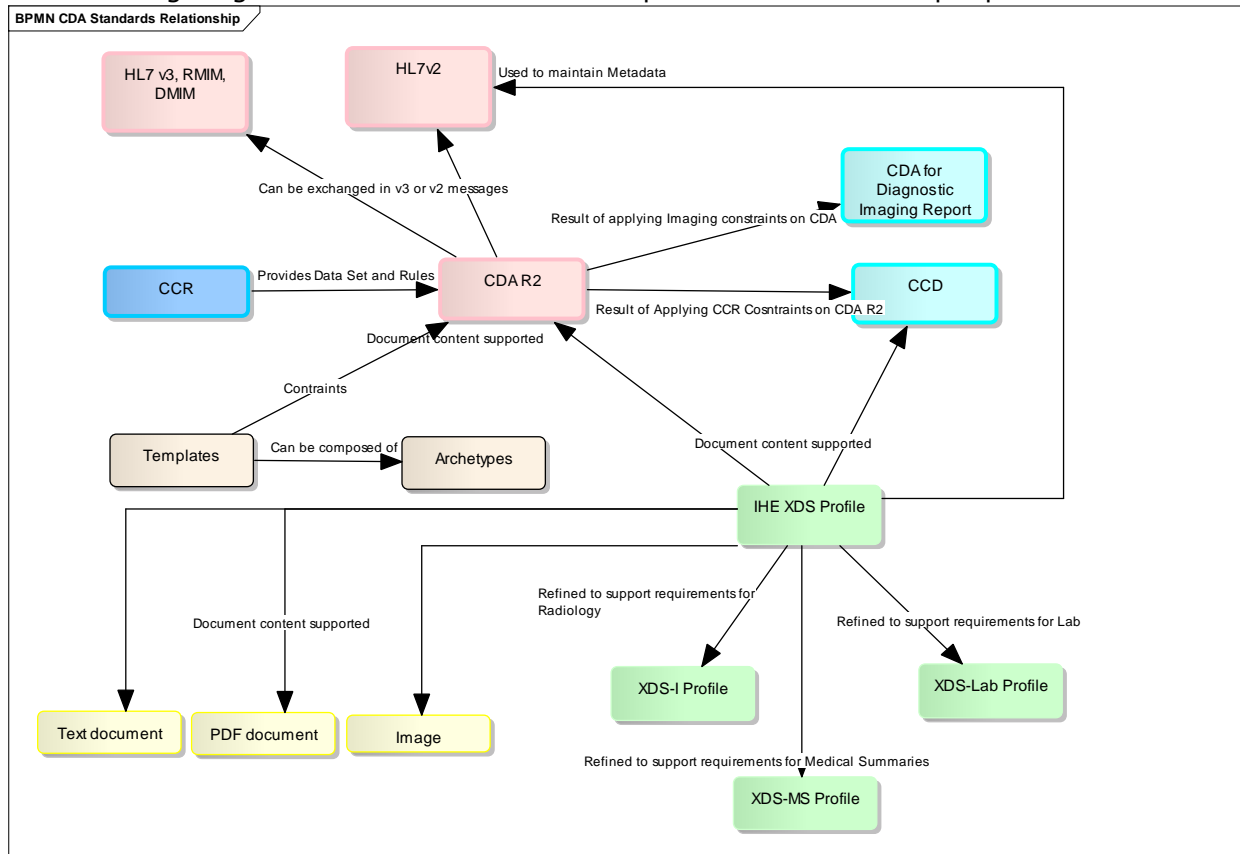 BPMN CDA Standards Relationship
HL7 v3, RMIM,
DMIM
HL7v2
Used to maintain Metadata
CDA for
Diagnostic
Imaging Report
Can be exchanged in v3 or v2 messages
Result of applying Imaging constraints on CDA
CCR
Provides Data Set and Rules
CDA R2
CCD
Result of Applying CCR Cosntraints on CDA R2
Document content supported
Contraints
Templates
Can be composed of
Archetypes
Document content supported
IHE XDS Profile
Refined to support requirements for
Radiology
Document content supported
Refined to support requirements for Lab
XDS-I Profile
XDS-Lab Profile
Text document
PDF document
Image
Refined to support requirements for Medical Summaries
XDS-MS Profile